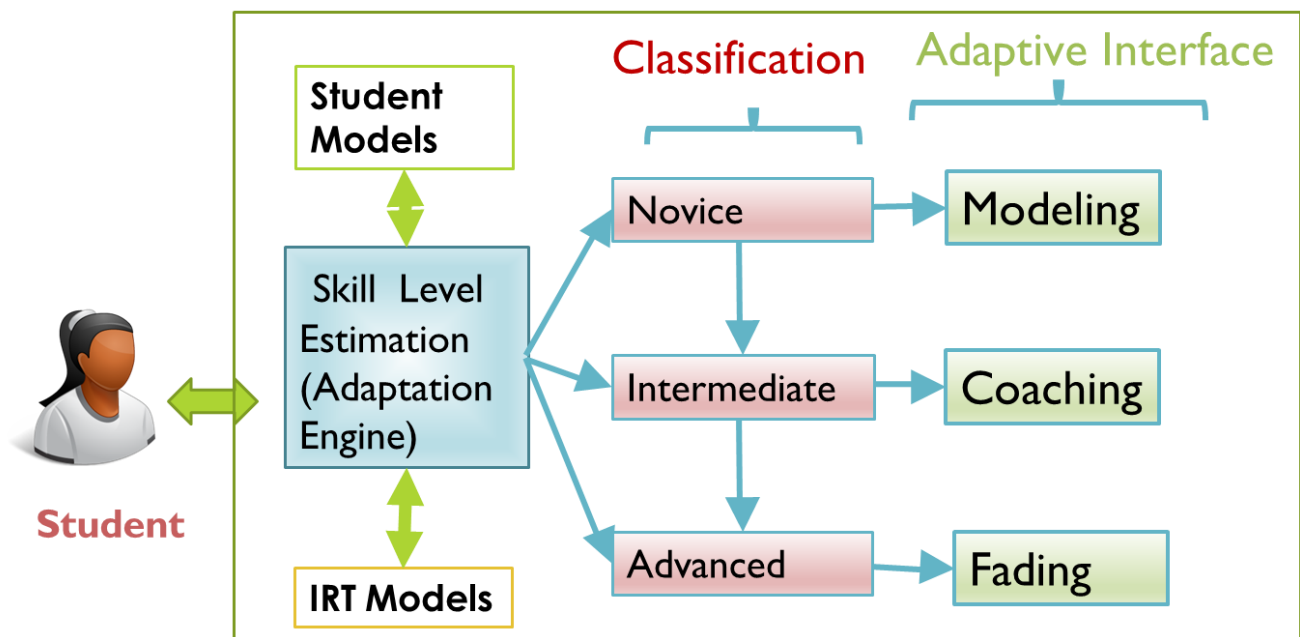 Classification
Adaptive Interface
Student
Models
Novice
Modeling
Skill Level
Estimation
(Adaptation
Engine)
Intermediate
Coaching
Student
Advanced
Fading
IRT Models